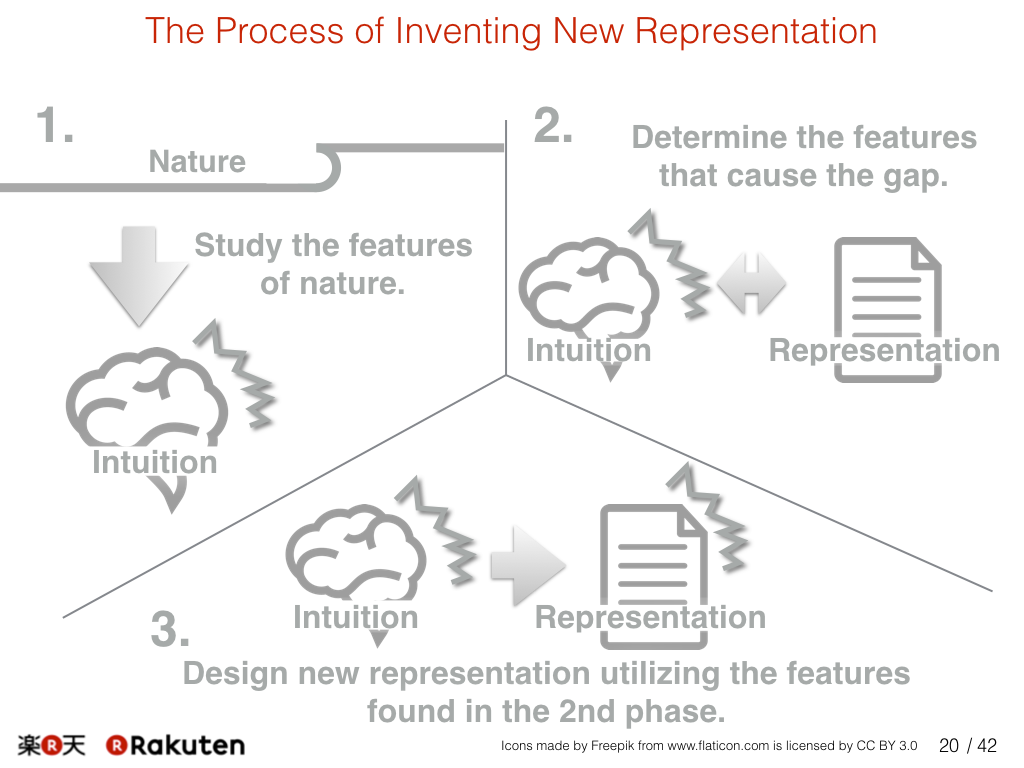 The Process of Inventing New Representation
1.
Nature
Study the features
of nature.
Intuition
2.
Determine the features
that cause the gap.
Intuition
Representation
Intuition
Representation
3.
Design new representation utilizing the features
found in the 2nd phase.
楽R天 R Rakuten
Icons made by Freepik from www.flaticon.com is licensed by CC BY 3.0
20 / 42